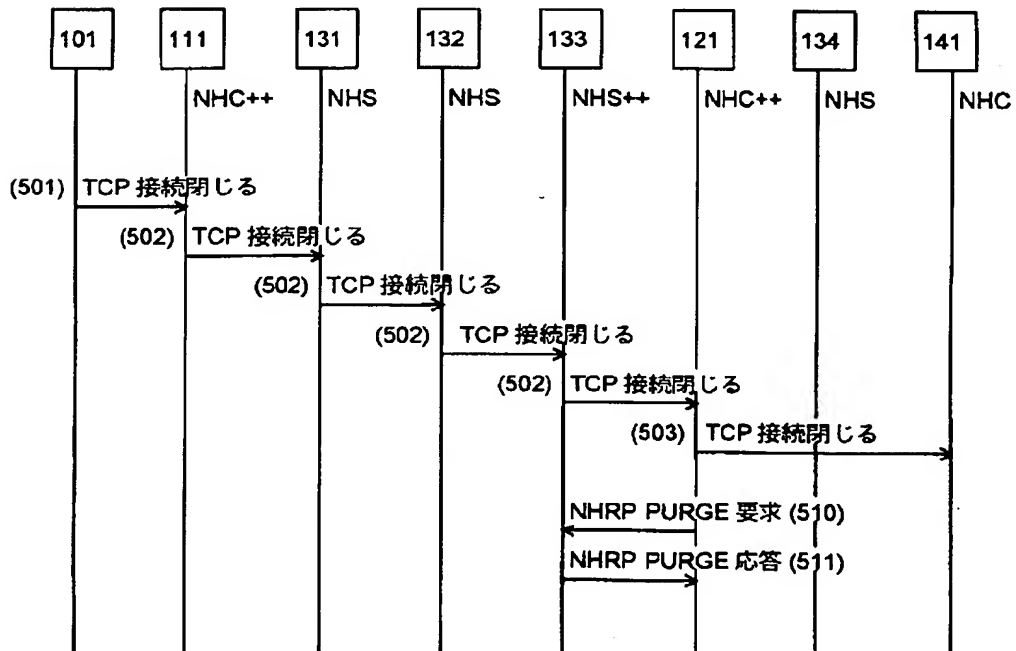 101 111 131 132 133 121 134 141
NHC++ NHS NHS NHS++ NHC++ NHS NHC
(501) TCP 接続閉じる
(502) TCP 接続閉じる
(502) TCP 接続閉じる
(502) TCP 接続閉じる
(502) TCP 接続閉じる
(503) TCP 接続閉じる
NHRP PURGE 要求 (510)
NHRP PURGE 応答 (511)